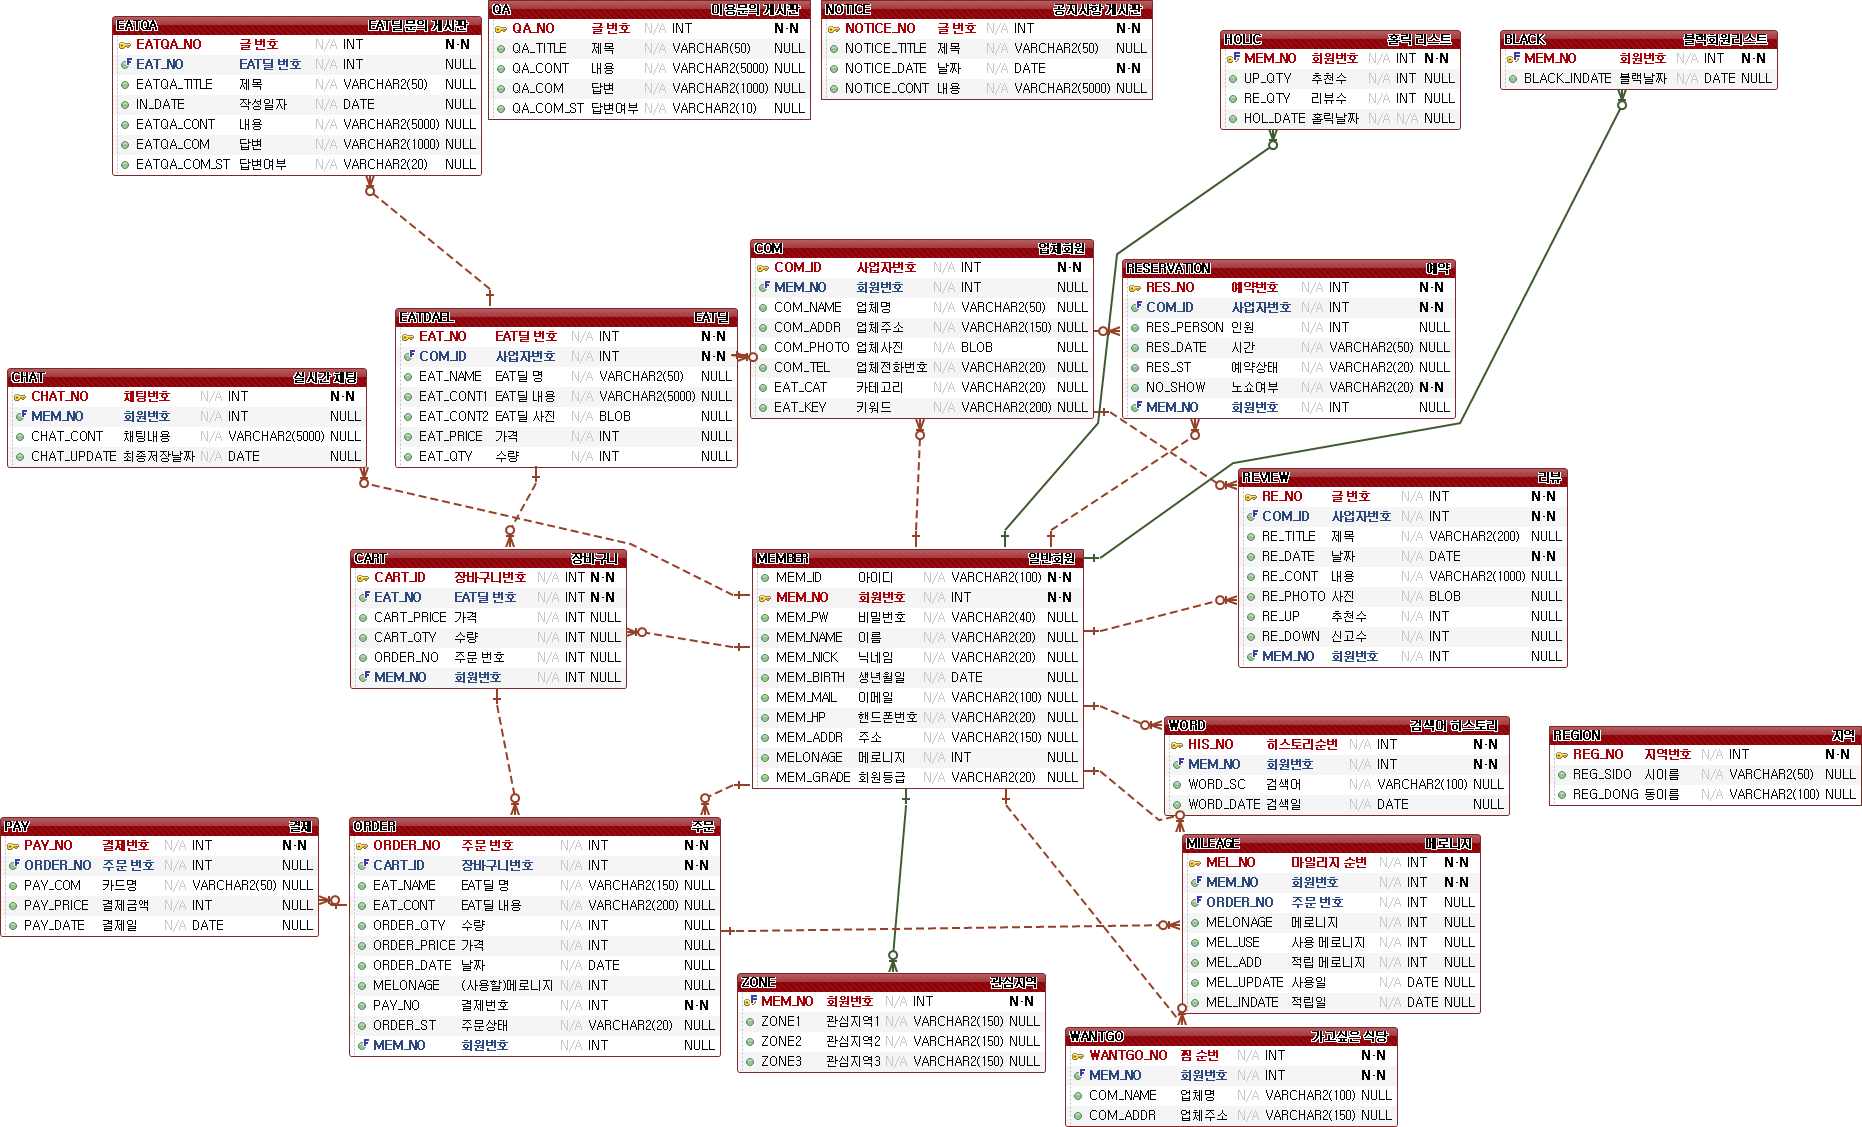 EATQA EAT딜문의 게시판
EATQA_NO 글 번호 N/A INT N-N
EAT_NO EAT딜 번호 N/A INT NULL
EATQA_TITLE 제목 N/A VARCHAR2(50) NULL
IN_DATE 작성일자 N/A DATE NULL
EATQA_CONT 내용 N/A VARCHAR2(5000) NULL
EATQA_COM 답변 N/A VARCHAR2(1000) NULL
EATQA_COM_ST 답변여부 N/A VARCHAR2(20) NULL
QA 이용문의 게시판
QA_NO 글 번호 N/A INT N-N
QA_TITLE 제목 N/A VARCHAR(50) NULL
QA_CONT 내용 N/A VARCHAR2(5000) NULL
QA_COM 답변 N/A VARCHAR2(1000) NULL
QA_COM_ST 답변여부 N/A VARCHAR2(10) NULL
NOTICE 공지사항 게시판
NOTICE_NO 글 번호 N/A INT N-N
NOTICE_TITLE 제목 N/A VARCHAR2(50) NULL
NOTICE_DATE 날짜 N/A DATE N-N
NOTICE_CONT 내용 N/A VARCHAR2(5000) NULL
HOLIC 홀릭 리스트
MEM_NO 회원번호 N/A INT N-N
UP_QTY 추천수 N/A INT NULL
RE_QTY 리뷰수 N/A INT NULL
HOL_DATE 홀릭날짜 N/A N/A NULL
BLACK 블랙회원리스트
MEM_NO 회원번호 N/A INT N-N
BLACK_INDATE 블랙날짜 N/A DATE NULL
COM 업체회원
COM_ID 사업자번호 N/A INT N-N
MEM_NO 회원번호 N/A INT NULL
COM_NAME 업체명 N/A VARCHAR2(50) NULL
COM_ADDR 업체주소 N/A VARCHAR2(150) NULL
COM_PHOTO 업체사진 N/A BLOB NULL
COM_TEL 업체전화번호 N/A VARCHAR2(20) NULL
EAT_CAT 카테고리 N/A VARCHAR2(20) NULL
EAT_KEY 키워드 N/A VARCHAR2(200) NULL
RESERVATION 예약
RES_NO 예약번호 N/A INT N-N
COM_ID 사업자번호 N/A INT N-N
RES_PERSON 인원 N/A INT NULL
RES_DATE 시간 N/A VARCHAR2(50) NULL
RES_ST 예약상태 N/A VARCHAR2(20) NULL
NO_SHOW 노쇼여부 N/A VARCHAR2(20) N-N
MEM_NO 회원번호 N/A INT NULL
EATDAEL EAT딜
EAT_NO EAT딜 번호 N/A INT N-N
COM_ID 사업자번호 N/A INT N-N
EAT_NAME EAT딜 명 N/A VARCHAR2(50) NULL
EAT_CONT1 EAT딜 내용 N/A VARCHAR2(5000) NULL
EAT_CONT2 EAT딜 사진 N/A BLOB NULL
EAT_PRICE 가격 N/A INT NULL
EAT_QTY 수량 N/A INT NULL
CHAT 실시간 채팅
CHAT_NO 채팅번호 N/A INT N-N
MEM_NO 회원번호 N/A INT NULL
CHAT_CONT 채팅내용 N/A VARCHAR2(5000) NULL
CHAT_UPDATE 최종저장날짜 N/A DATE NULL
REVIEW 리뷰
RE_NO 글 번호 N/A INT N-N
COM_ID 사업자번호 N/A INT N-N
RE_TITLE 제목 N/A VARCHAR2(200) NULL
RE_DATE 날짜 N/A DATE N-N
RE_CONT 내용 N/A VARCHAR2(1000) NULL
RE_PHOTO 사진 N/A BLOB NULL
RE_UP 추천수 N/A INT NULL
RE_DOWN 신고수 N/A INT NULL
MEM_NO 회원번호 N/A INT NULL
CART 장바구니
CART_ID 장바구니번호 N/A INT N-N
EAT_NO EAT딜 번호 N/A INT N-N
CART_PRICE 가격 N/A INT NULL
CART_QTY 수량 N/A INT NULL
ORDER_NO 주문 번호 N/A INT NULL
MEM_NO 회원번호 N/A INT NULL
MEMBER 일반회원
MEM_ID 아이디 N/A VARCHAR2(100) N-N
MEM_NO 회원번호 N/A INT N-N
MEM_PW 비밀번호 N/A VARCHAR2(40) NULL
MEM_NAME 이름 N/A VARCHAR2(20) NULL
MEM_NICK 닉네임 N/A VARCHAR2(20) NULL
MEM_BIRTH 생년월일 N/A DATE NULL
MEM_MAIL 이메일 N/A VARCHAR2(100) NULL
MEM_HP 핸드폰번호 N/A VARCHAR2(20) NULL
MEM_ADDR 주소 N/A VARCHAR2(150) NULL
MELONAGE 메로니지 N/A INT NULL
MEM_GRADE 회원등급 N/A VARCHAR2(20) NULL
WORD 검색어 히스토리
HIS_NO 히스토리순번 N/A INT N-N
MEM_NO 회원번호 N/A INT N-N
WORD_SC 검색어 N/A VARCHAR2(100) NULL
WORD_DATE 검색일 N/A DATE NULL
REGION 지역
REG_NO 지역번호 N/A INT N-N
REG_SIDO 시이름 N/A VARCHAR2(50) NULL
REG_DONG 동이름 N/A VARCHAR2(100) NULL
PAY 결제
PAY_NO 결제번호 N/A INT N-N
ORDER_NO 주문 번호 N/A INT NULL
PAY_COM 카드명 N/A VARCHAR2(50) NULL
PAY_PRICE 결제금액 N/A INT NULL
PAY_DATE 결제일 N/A DATE NULL
ORDER 주문
ORDER_NO 주문 번호 N/A INT N-N
CART_ID 장바구니번호 N/A INT N-N
EAT_NAME EAT딜 명 N/A VARCHAR2(150) NULL
EAT_CONT EAT딜 내용 N/A VARCHAR2(200) NULL
ORDER_QTY 수량 N/A INT NULL
ORDER_PRICE 가격 N/A INT NULL
ORDER_DATE 날짜 N/A DATE NULL
MELONAGE (사용할)메로니지 N/A INT NULL
PAY_NO 결제번호 N/A INT N-N
ORDER_ST 주문상태 N/A VARCHAR2(20) NULL
MEM_NO 회원번호 N/A INT NULL
MILEAGE 메로니지
MEL_NO 마일리지 순번 N/A INT N-N
MEM_NO 회원번호 N/A INT N-N
ORDER_NO 주문 번호 N/A INT NULL
MELONAGE 메로니지 N/A INT NULL
MEL_USE 사용 메로니지 N/A INT NULL
MEL_ADD 적립 메로니지 N/A INT NULL
MEL_UPDATE 사용일 N/A DATE NULL
MEL_INDATE 적립일 N/A DATE NULL
ZONE 관심지역
MEM_NO 회원번호 N/A INT N-N
ZONE1 관심지역1 N/A VARCHAR2(150) NULL
ZONE2 관심지역2 N/A VARCHAR2(150) NULL
ZONE3 관심지역3 N/A VARCHAR2(150) NULL
WANTGO 가고싶은 식당
WANTGO_NO 찜 순번 N/A INT N-N
MEM_NO 회원번호 N/A INT N-N
COM_NAME 업체명 N/A VARCHAR2(100) NULL
COM_ADDR 업체주소 N/A VARCHAR2(150) NULL